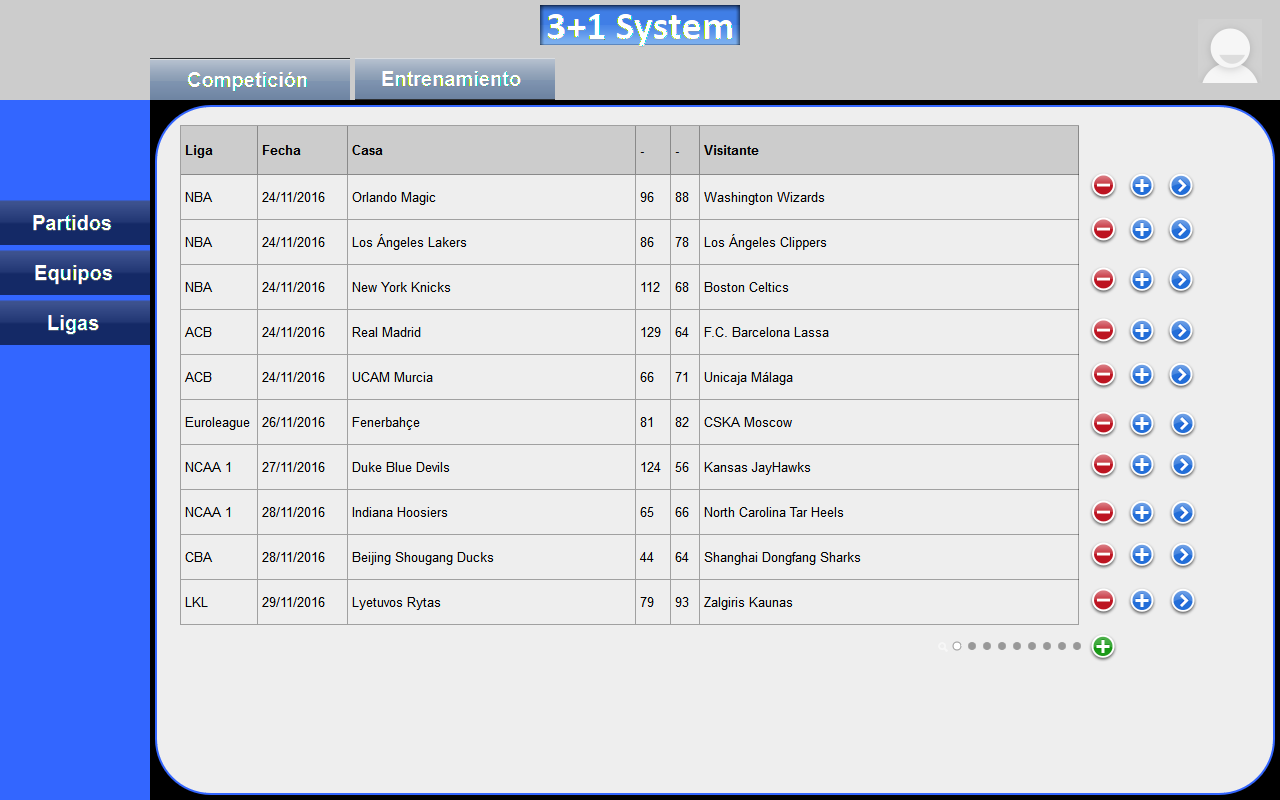 3+1 System
Competición Entrenamiento
Partidos
Equipos
Ligas
Liga Fecha Casa - - Visitante
NBA 24/11/2016 Orlando Magic 96 88 Washington Wizards
NBA 24/11/2016 Los Ángeles Lakers 86 78 Los Ángeles Clippers
NBA 24/11/2016 New York Knicks 112 68 Boston Celtics
ACB 24/11/2016 Real Madrid 129 64 F.C. Barcelona Lassa
ACB 24/11/2016 UCAM Murcia 66 71 Unicaja Málaga
Euroleague 26/11/2016 Fenerbahçe 81 82 CSKA Moscow
NCAA 1 27/11/2016 Duke Blue Devils 124 56 Kansas JayHawks
NCAA 1 28/11/2016 Indiana Hoosiers 65 66 North Carolina Tar Heels
CBA 28/11/2016 Beijing Shougang Ducks 44 64 Shanghai Dongfang Sharks
LKL 29/11/2016 Lyetuvos Rytas 79 93 Zalgiris Kaunas